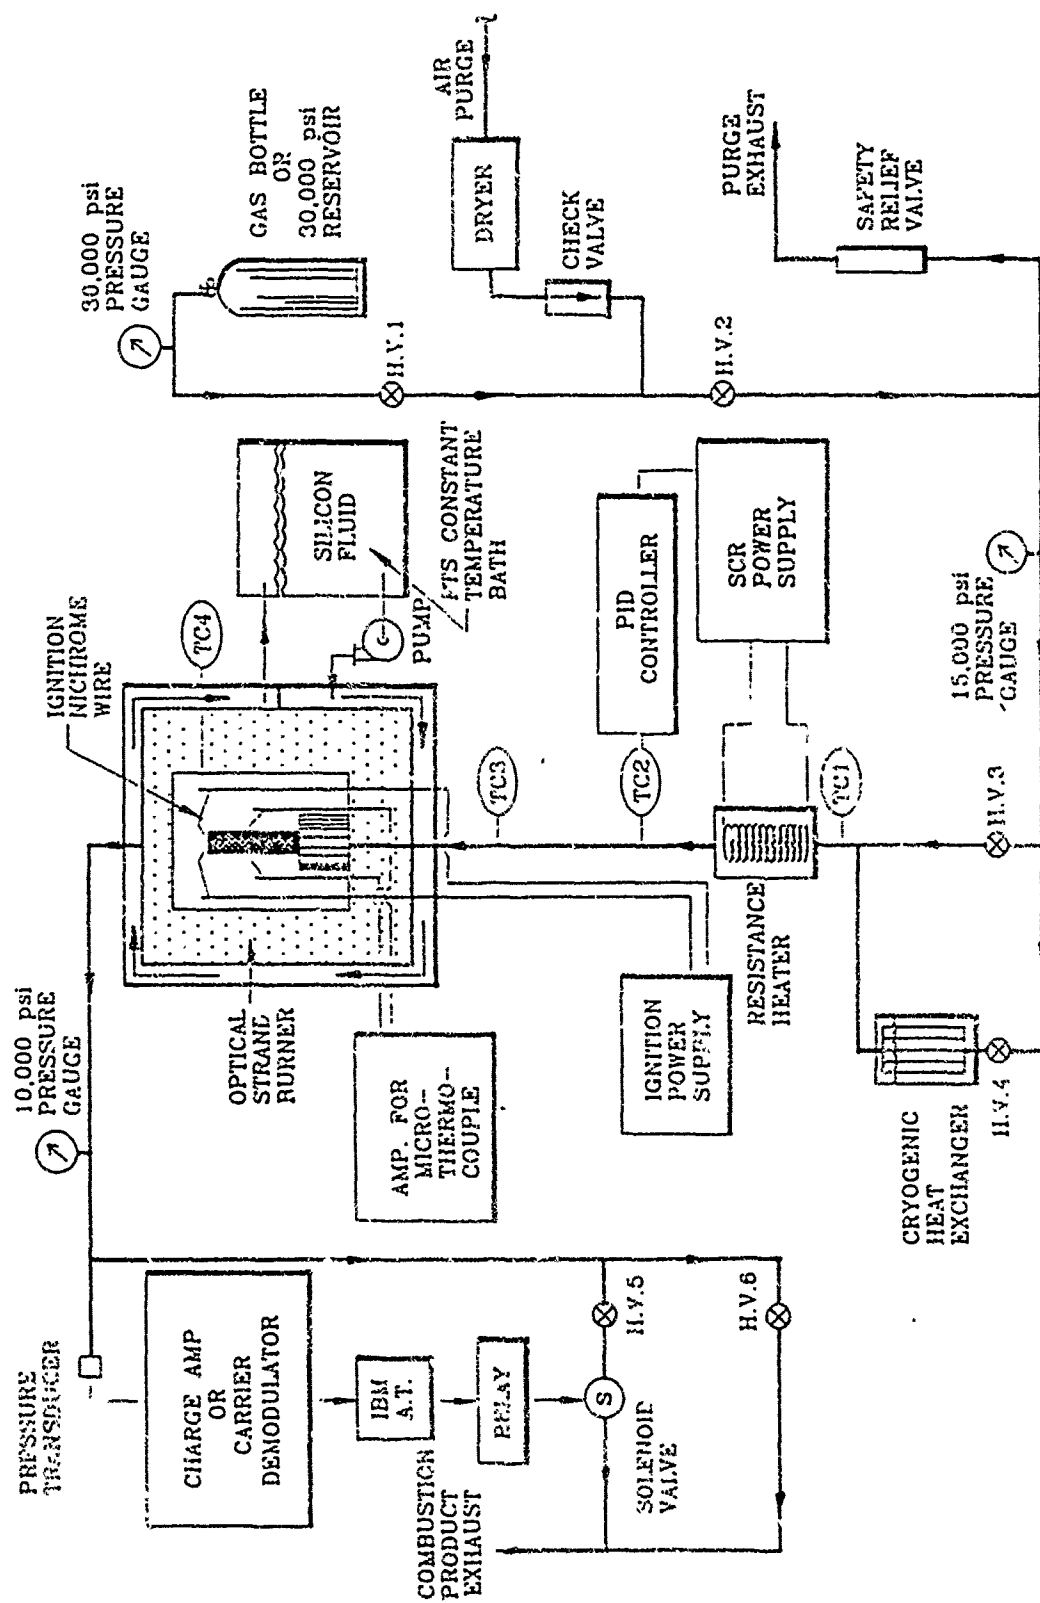 PRESSURE
TRANSDUCER
10,000 psi
PRESSURE
GAUGE
IGNITION
NICHROME
WIRE
30,000 psi
PRESSURE
GAUGE
GAS BOTTLE
OR
30,000 psi
RESERVOIR
AIR
PURGE
CHARGE AMP
OR
CARRIER
DEMODULATOR
OPTICAL
STRAND
BURNER
TC4
SILICON
FLUID
H.V.1
DRYER
IBM
A.T.
AMP. FOR
MICRO-
THERMO-
COUPLE
PUMP
FTS CONSTANT
TEMPERATURE
BATH
CHECK
VALVE
COMBUSTION
PRODUCT
EXHAUST
RELAY
TC3
S
SOLENOID
VALVE
H.V.5
IGNITION
POWER
SUPPLY
TC2
PID
CONTROLLER
H.V.2
PURGE
EXHAUST
H.V.6
RESISTANCE
HEATER
SCR
POWER
SUPPLY
TC1
SAFETY
RELIEF
VALVE
CRYOGENIC
HEAT
EXCHANGER
H.V.4
H.V.3
15,000 psi
PRESSURE
GAUGE